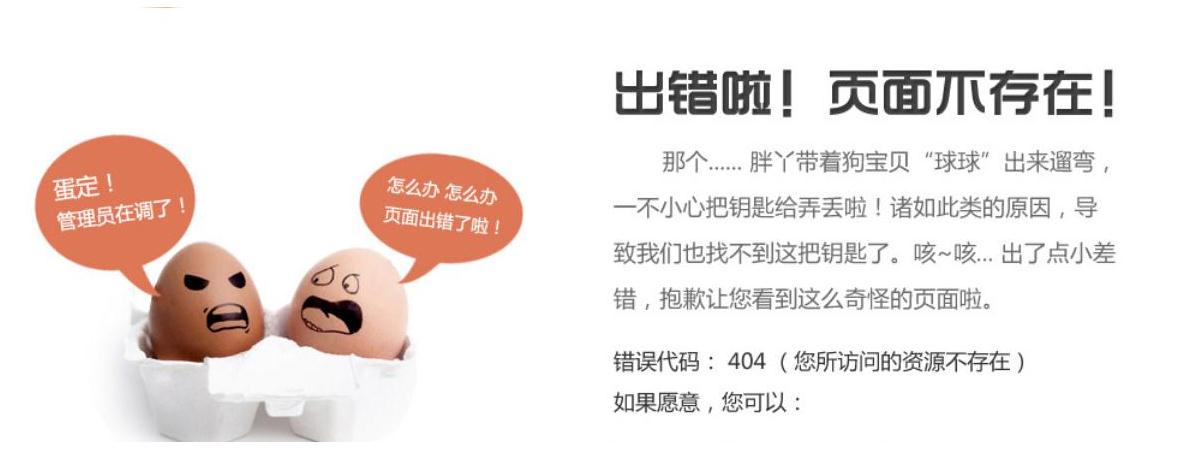 出错啦！页面不存在！
蛋定！
管理员在调了！
怎么办 怎么办
页面出错了啦！
那个...... 胖丫带着狗宝贝“球球”出来遛弯，
一不小心把钥匙给弄丢啦！诸如此类的原因，导
致我们也找不到这把钥匙了。咳~咳... 出了点小差
错，抱歉让您看到这么奇怪的页面啦。
错误代码： 404 （您所访问的资源不存在）
如果愿意，您可以：